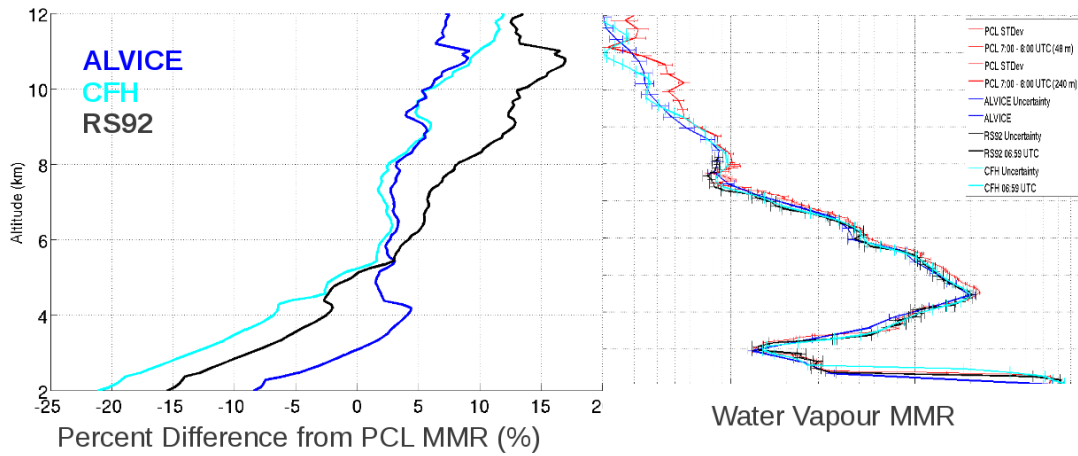 ALVICE
CFH
RS92
Altitude (km)
12
10
8
6
4
2
-25 -20 -15 -10 -5 0 5 10 15 2
Percent Difference from PCL MMR (%)
PCL STDev
PCL 7:00 - 8:00 UTC (48 m)
PCL STDev
PCL 7:00 - 8:00 UTC (240 m)
ALVICE Uncertainty
ALVICE
RS92 Uncertainty
RS92 06:59 UTC
CFH Uncertainty
CFH 06:59 UTC
Water Vapour MMR